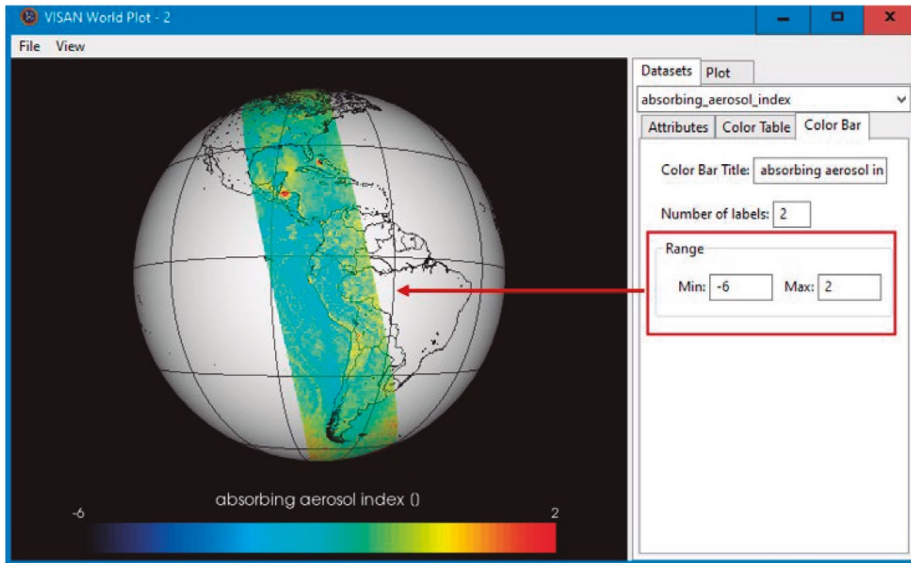 VISAN World Plot - 2
File View
Datasets Plot
absorbing_aerosol_index
Attributes Color Table Color Bar
Color Bar Title: absorbing aerosol in
Number of labels: 2
Range
Min: -6 Max: 2
absorbing aerosol index ()
-6 2